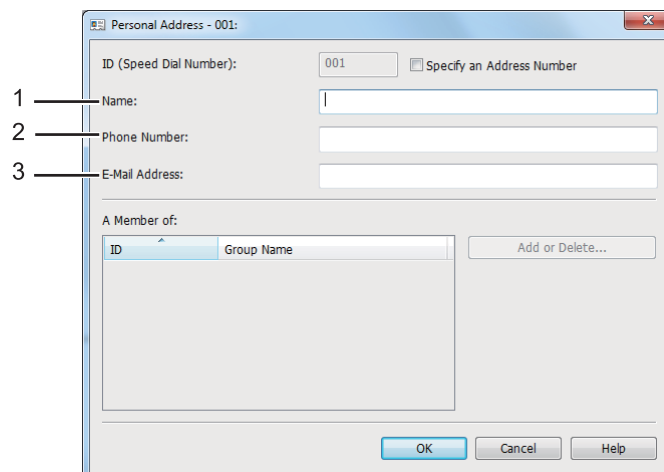 Personal Address - 001:
ID (Speed Dial Number): 001 Specify an Address Number
1 Name:
2 Phone Number:
3 E-Mail Address:
A Member of:
ID Group Name Add or Delete...
OK Cancel Help